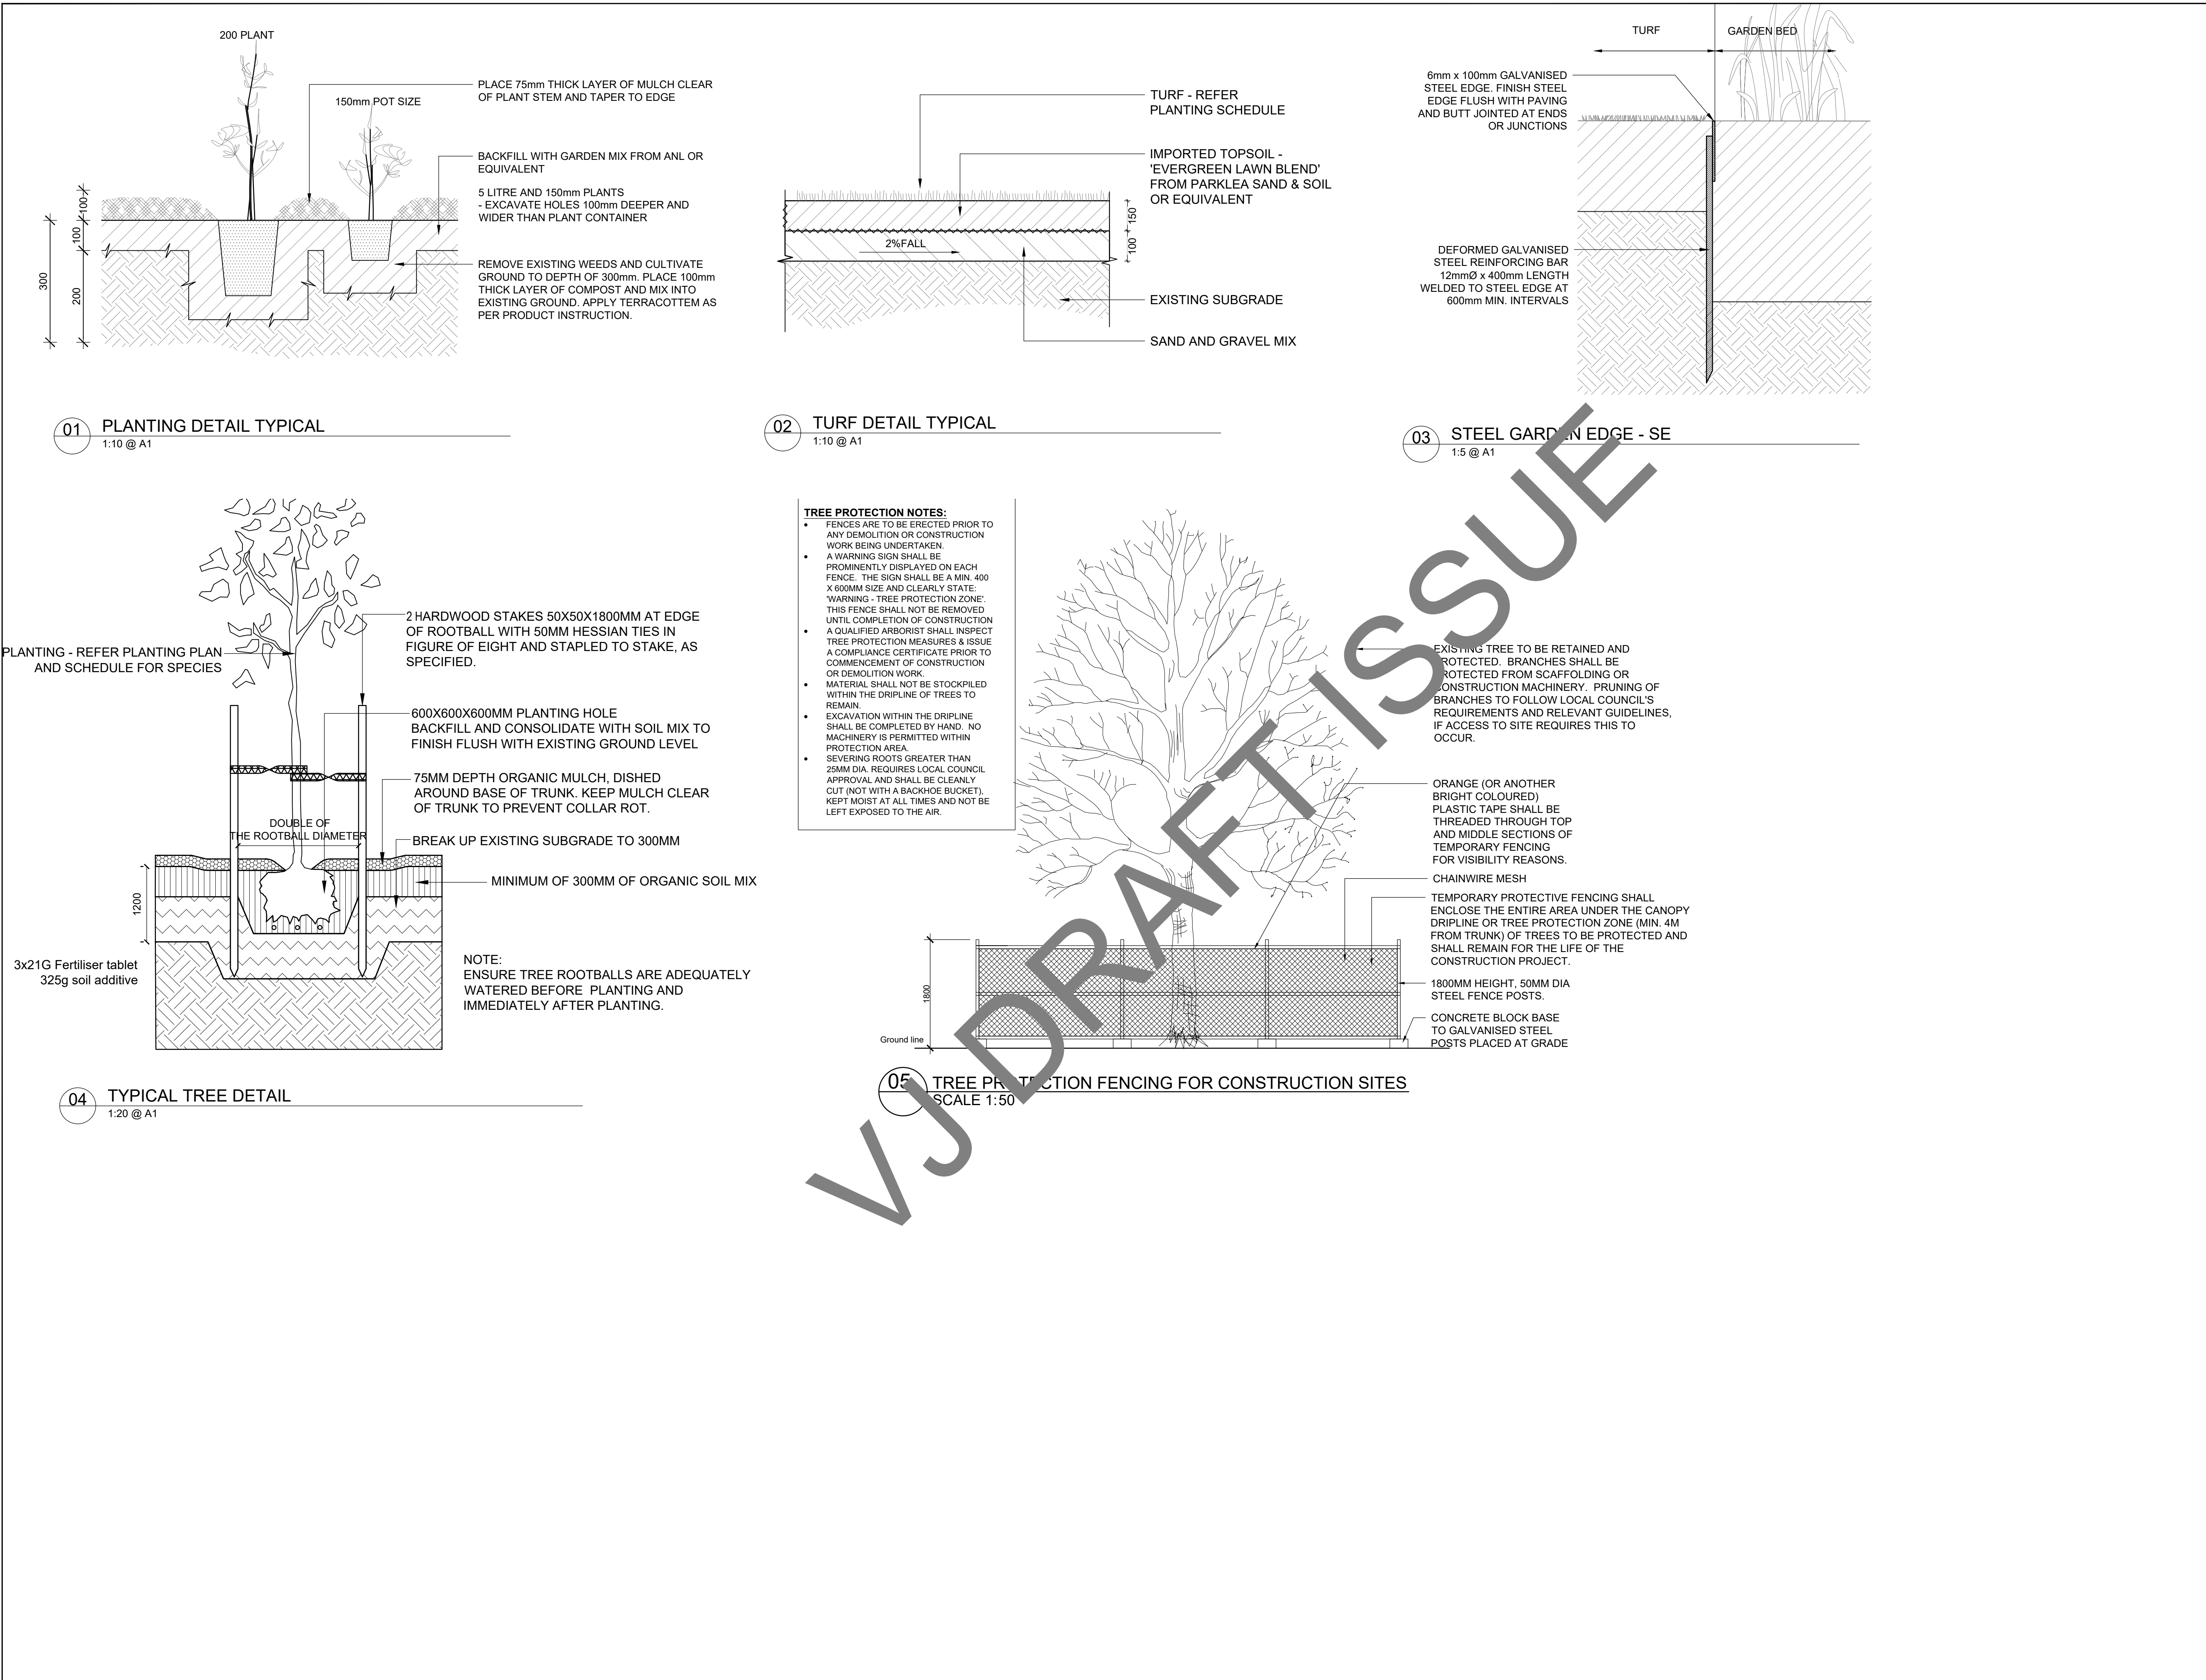 200 PLANT
150mm POT SIZE
PLACE 75mm THICK LAYER OF MULCH CLEAR
OF PLANT STEM AND TAPER TO EDGE
BACKFILL WITH GARDEN MIX FROM ANL OR
EQUIVALENT
5 LITRE AND 150mm PLANTS
- EXCAVATE HOLES 100mm DEEPER AND
WIDER THAN PLANT CONTAINER
REMOVE EXISTING WEEDS AND CULTIVATE
GROUND TO DEPTH OF 300mm. PLACE 100mm
THICK LAYER OF COMPOST AND MIX INTO
EXISTING GROUND. APPLY TERRACOTTEM AS
PER PRODUCT INSTRUCTION.
100
100
300
200
01
PLANTING DETAIL TYPICAL
1:10 @ A1
TURF - REFER
PLANTING SCHEDULE
IMPORTED TOPSOIL -
'EVERGREEN LAWN BLEND'
FROM PARKLEA SAND & SOIL
OR EQUIVALENT
150
100
2%FALL
EXISTING SUBGRADE
SAND AND GRAVEL MIX
02
TURF DETAIL TYPICAL
1:10 @ A1
TURF
GARDEN BED
6mm x 100mm GALVANISED
STEEL EDGE. FINISH STEEL
EDGE FLUSH WITH PAVING
AND BUTT JOINTED AT ENDS
OR JUNCTIONS
DEFORMED GALVANISED
STEEL REINFORCING BAR
12mmØ x 400mm LENGTH
WELDED TO STEEL EDGE AT
600mm MIN. INTERVALS
03
STEEL GARDEN EDGE - SE
1:5 @ A1
PLANTING - REFER PLANTING PLAN
AND SCHEDULE FOR SPECIES
2 HARDWOOD STAKES 50X50X1800MM AT EDGE
OF ROOTBALL WITH 50MM HESSIAN TIES IN
FIGURE OF EIGHT AND STAPLED TO STAKE, AS
SPECIFIED.
600X600X600MM PLANTING HOLE
BACKFILL AND CONSOLIDATE WITH SOIL MIX TO
FINISH FLUSH WITH EXISTING GROUND LEVEL
75MM DEPTH ORGANIC MULCH, DISHED
AROUND BASE OF TRUNK. KEEP MULCH CLEAR
OF TRUNK TO PREVENT COLLAR ROT.
DOUBLE OF
THE ROOTBALL DIAMETER
BREAK UP EXISTING SUBGRADE TO 300MM
MINIMUM OF 300MM OF ORGANIC SOIL MIX
1200
3x21G Fertiliser tablet
325g soil additive
NOTE:
ENSURE TREE ROOTBALLS ARE ADEQUATELY
WATERED BEFORE PLANTING AND
IMMEDIATELY AFTER PLANTING.
04
TYPICAL TREE DETAIL
1:20 @ A1
TREE PROTECTION NOTES:
• FENCES ARE TO BE ERECTED PRIOR TO
ANY DEMOLITION OR CONSTRUCTION
WORK BEING UNDERTAKEN.
• A WARNING SIGN SHALL BE
PROMINENTLY DISPLAYED ON EACH
FENCE. THE SIGN SHALL BE A MIN. 400
X 600MM SIZE AND CLEARLY STATE:
'WARNING - TREE PROTECTION ZONE'.
THIS FENCE SHALL NOT BE REMOVED
UNTIL COMPLETION OF CONSTRUCTION
• A QUALIFIED ARBORIST SHALL INSPECT
TREE PROTECTION MEASURES & ISSUE
A COMPLIANCE CERTIFICATE PRIOR TO
COMMENCEMENT OF CONSTRUCTION
OR DEMOLITION WORK.
• MATERIAL SHALL NOT BE STOCKPILED
WITHIN THE DRIPLINE OF TREES TO
REMAIN.
• EXCAVATION WITHIN THE DRIPLINE
SHALL BE COMPLETED BY HAND. NO
MACHINERY IS PERMITTED WITHIN
PROTECTION AREA.
• SEVERING ROOTS GREATER THAN
25MM DIA. REQUIRES LOCAL COUNCIL
APPROVAL AND SHALL BE CLEANLY
CUT (NOT WITH A BACKHOE BUCKET),
KEPT MOIST AT ALL TIMES AND NOT BE
LEFT EXPOSED TO THE AIR.
EXISTING TREE TO BE RETAINED AND
PROTECTED. BRANCHES SHALL BE
PROTECTED FROM SCAFFOLDING OR
CONSTRUCTION MACHINERY. PRUNING OF
BRANCHES TO FOLLOW LOCAL COUNCIL'S
REQUIREMENTS AND RELEVANT GUIDELINES,
IF ACCESS TO SITE REQUIRES THIS TO
OCCUR.
ORANGE (OR ANOTHER
BRIGHT COLOURED)
PLASTIC TAPE SHALL BE
THREADED THROUGH TOP
AND MIDDLE SECTIONS OF
TEMPORARY FENCING
FOR VISIBILITY REASONS.
CHAINWIRE MESH
TEMPORARY PROTECTIVE FENCING SHALL
ENCLOSE THE ENTIRE AREA UNDER THE CANOPY
DRIPLINE OR TREE PROTECTION ZONE (MIN. 4M
FROM TRUNK) OF TREES TO BE PROTECTED AND
SHALL REMAIN FOR THE LIFE OF THE
CONSTRUCTION PROJECT.
1800MM HEIGHT, 50MM DIA
STEEL FENCE POSTS.
CONCRETE BLOCK BASE
TO GALVANISED STEEL
POSTS PLACED AT GRADE
1800
Ground line
05
TREE PROTECTION FENCING FOR CONSTRUCTION SITES
SCALE 1:50
VJ DRAFT ISSUE